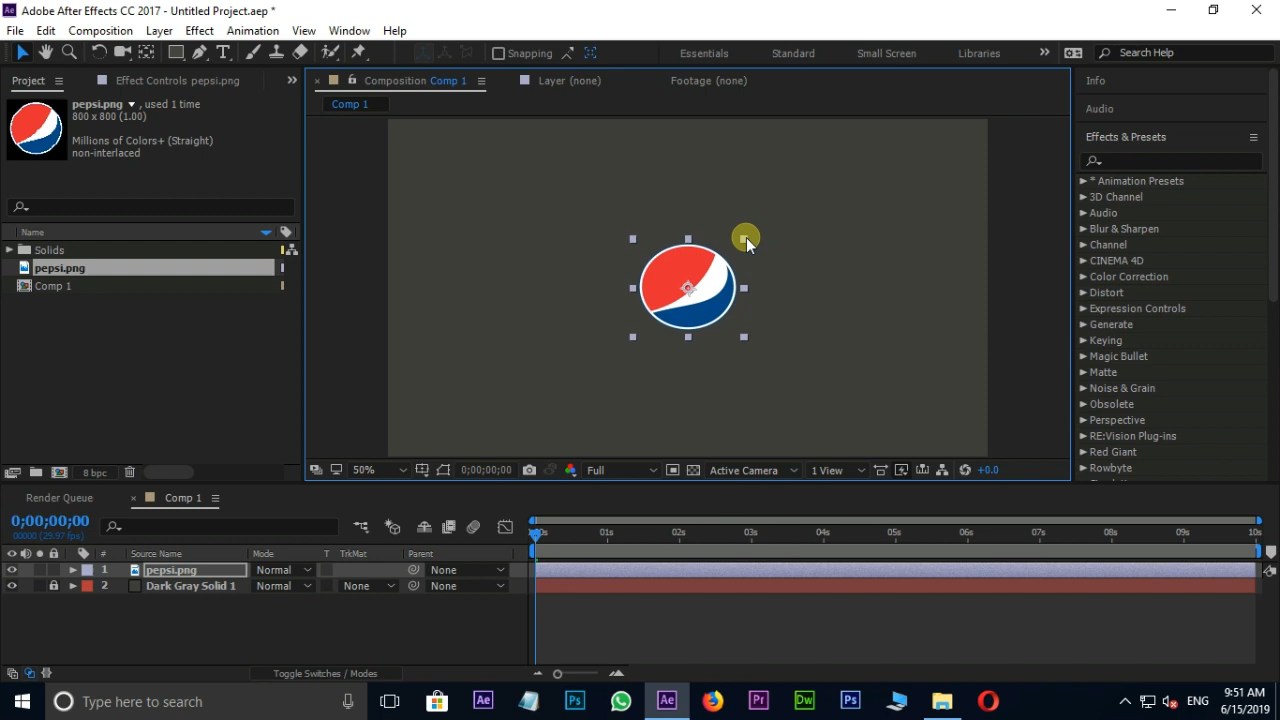 Adobe After Effects CC 2017 - Untitled Project.aep *
File Edit Composition Layer Effect Animation View Window Help
Snapping Essentials Standard Small Screen Libraries Search Help
Project Effect Controls pepsi.png Composition Comp 1 Layer (none) Footage (none) Info
pepsi.png , used 1 time
800 x 800 (1.00)
Millions of Colors+ (Straight)
non-interlaced
Comp 1
Audio
Effects & Presets
Name
Solids
pepsi.png
Comp 1
* Animation Presets
3D Channel
Audio
Blur & Sharpen
Channel
CINEMA 4D
Color Correction
Distort
Expression Controls
Generate
Keying
Magic Bullet
Matte
Noise & Grain
Obsolete
Perspective
RE:Vision Plug-ins
Red Giant
Rowbyte
8 bpc 50% 0;00;00;00 Full Active Camera 1 View +0.0
Render Queue Comp 1
0;00;00;00
00000 (29.97 fps)
01s 02s 03s 04s 05s 06s 07s 08s 09s 10s
# Source Name Mode T TrkMat Parent
1 pepsi.png Normal None
2 Dark Gray Solid 1 Normal None None
Toggle Switches / Modes
Type here to search Ae Ps Ae Pr Dw Ps ENG
9:51 AM
6/15/2019